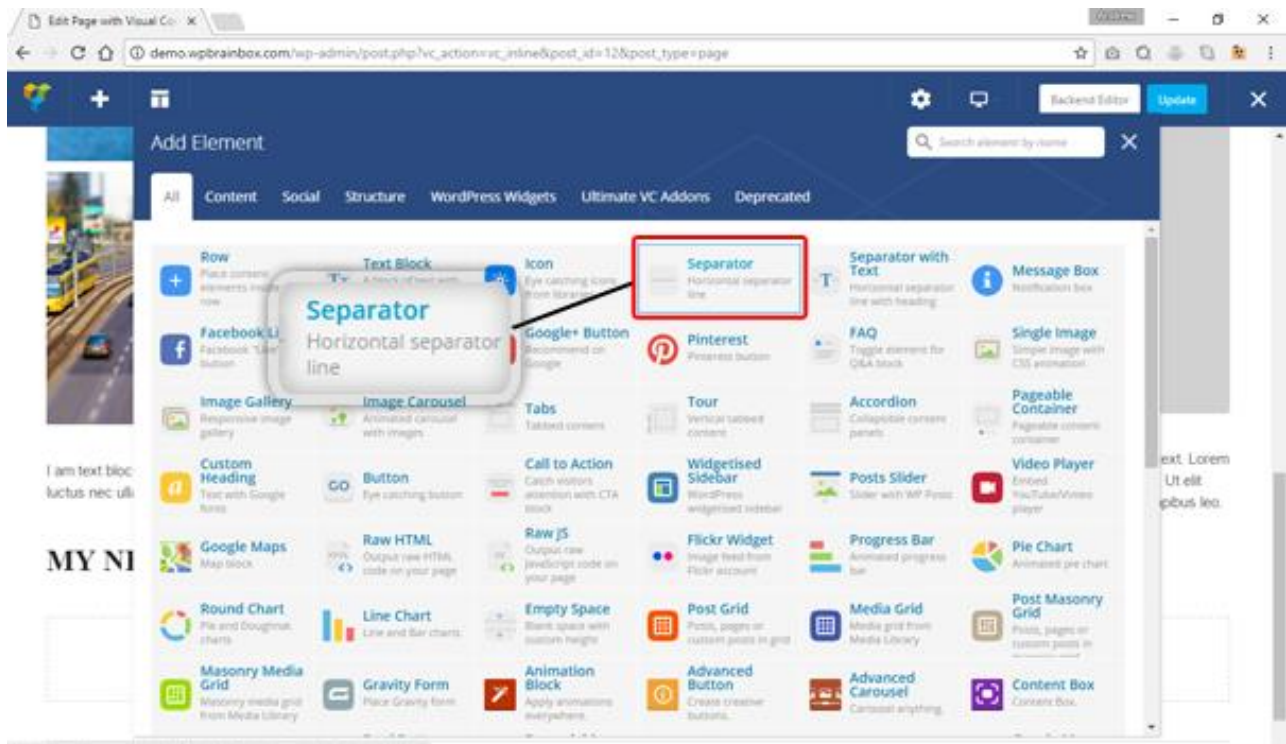 Edit Page with Visual Co
demo.wpbrainbox.com/wp-admin/post.php?vc_action=vc_inline&post_id=12&post_type=page
Backend Editor
Update
Add Element
Search element by name
All
Content
Social
Structure
WordPress Widgets
Ultimate VC Addons
Deprecated
Row
Place content
elements inside
Text Block
Icon
Eye catching icons
from libraries
Separator
Horizontal separator
line
Separator with
Text
Horizontal separator
line with heading
Message Box
Notification box
Separator
Horizontal separator
line
Facebook Li
Facebook "Like"
button
Google+ Button
Recommend on
Google
Pinterest
Pinterest button
FAQ
Toggle element for
Q&A block
Single Image
Simple image with
CSS animation
Image Gallery
Responsive image
gallery
Image Carousel
Animated carousel
with images
Tabs
Tabbed content
Tour
Vertical tabbed
content
Accordion
Collapsible content
panels
Pageable
Container
Pageable content
container
I am text bloc
luctus nec ull
ext. Lorem
Ut elit
apibus leo.
Custom
Heading
Text with Google
fonts
GO
Button
Eye catching button
Call to Action
Catch visitors
attention with CTA
block
Widgetised
Sidebar
WordPress
widgetised sidebar
Posts Slider
Slider with WP Posts
Video Player
Embed
YouTube/Vimeo
player
MY NE
Google Maps
Map block
Raw HTML
Output raw HTML
code on your page
Raw JS
Output raw
JavaScript code on
your page
Flickr Widget
Image feed from
Flickr account
Progress Bar
Animated progress
bar
Pie Chart
Animated pie chart
Round Chart
Pie and Doughnut
charts
Line Chart
Line and Bar charts
Empty Space
Blank space with
custom height
Post Grid
Posts, pages or
custom posts in grid
Media Grid
Media grid from
Media Library
Post Masonry
Grid
Posts, pages or
custom posts in
Masonry Media
Grid
Masonry media grid
from Media Library
Gravity Form
Place Gravity form
Animation
Block
Apply animations
everywhere.
Advanced
Button
Create creative
buttons.
Advanced
Carousel
Carousel anything.
Content Box
Content Box.